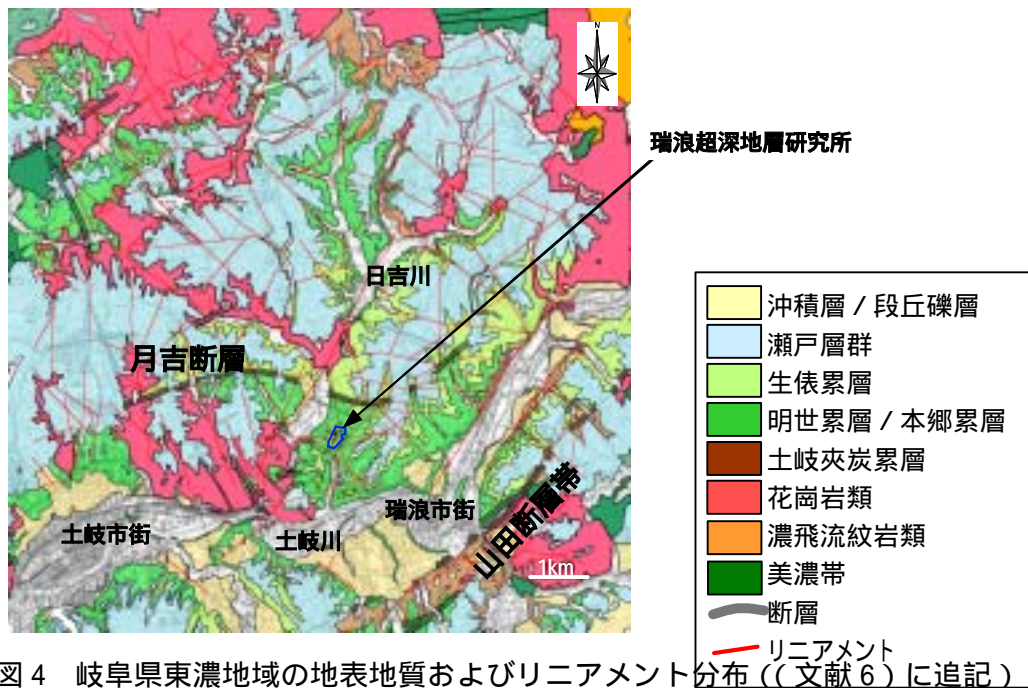 N
瑞浪超深地層研究所
日吉川
月吉断層
瑞浪市街
土岐市街
土岐川
山田断層帯
1km
沖積層 / 段丘礫層
瀬戸層群
生俵累層
明世累層 / 本郷累層
土岐夾炭累層
花崗岩類
濃飛流紋岩類
美濃帯
断層
リニアメント
図4 岐阜県東濃地域の地表地質およびリニアメント分布((文献6)に追記)